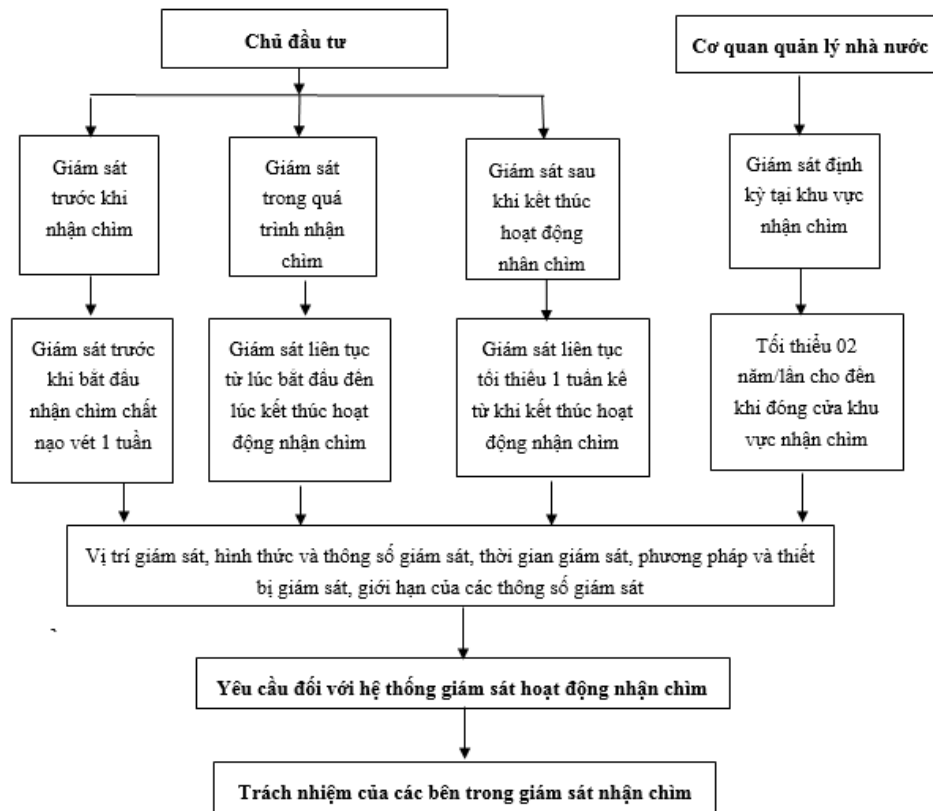 Chủ đầu tư
Cơ quan quản lý nhà nước
Giám sát
trước khi
nhận chìm
Giám sát
trong quá
trình nhận
chìm
Giám sát sau
khi kết thúc
hoạt động
nhân chìm
Giám sát định
kỳ tại khu vực
nhận chìm
Giám sát trước
khi bắt đầu
nhận chìm chất
nạo vét 1 tuần
Giám sát liên tục
từ lúc bắt đầu đến
lúc kết thúc hoạt
động nhận chìm
Giám sát liên tục
tối thiểu 1 tuần kê
từ khi kết thúc hoạt
động nhận chìm
Tối thiểu 02
năm/lần cho đến
khi đóng cửa khu
vực nhận chìm
Vị trí giám sát, hình thức và thông số giám sát, thời gian giám sát, phương pháp và thiết
bị giám sát, giới hạn của các thông số giám sát
Yêu cầu đối với hệ thống giám sát hoạt động nhận chìm
Trách nhiệm của các bên trong giám sát nhận chìm